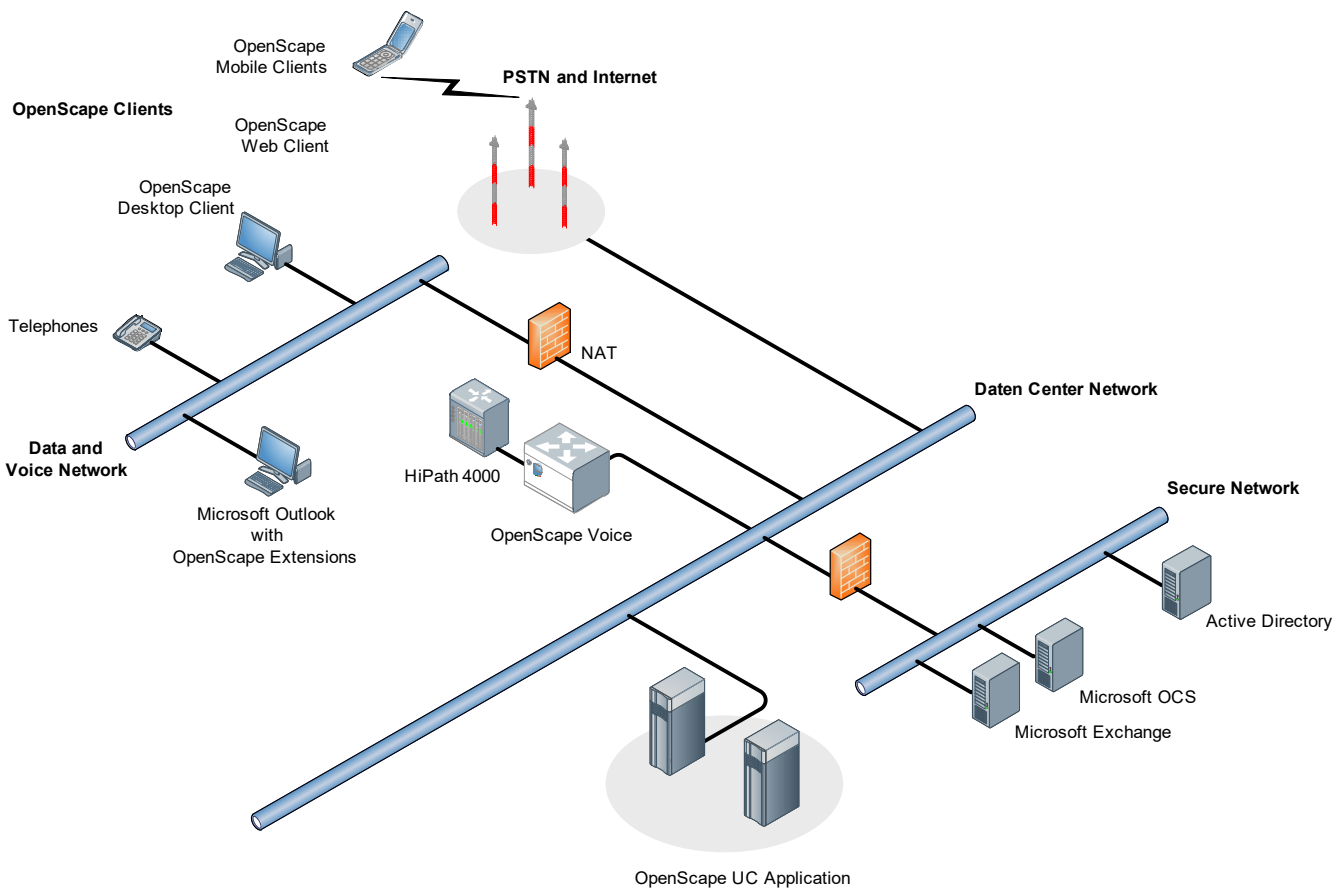 OpenScape
Mobile Clients
PSTN and Internet
OpenScape Clients
OpenScape
Web Client
OpenScape
Desktop Client
Telephones
NAT
Daten Center Network
Data and
Voice Network
HiPath 4000
Secure Network
Microsoft Outlook
with
OpenScape Extensions
OpenScape Voice
Active Directory
Microsoft OCS
Microsoft Exchange
OpenScape UC Application